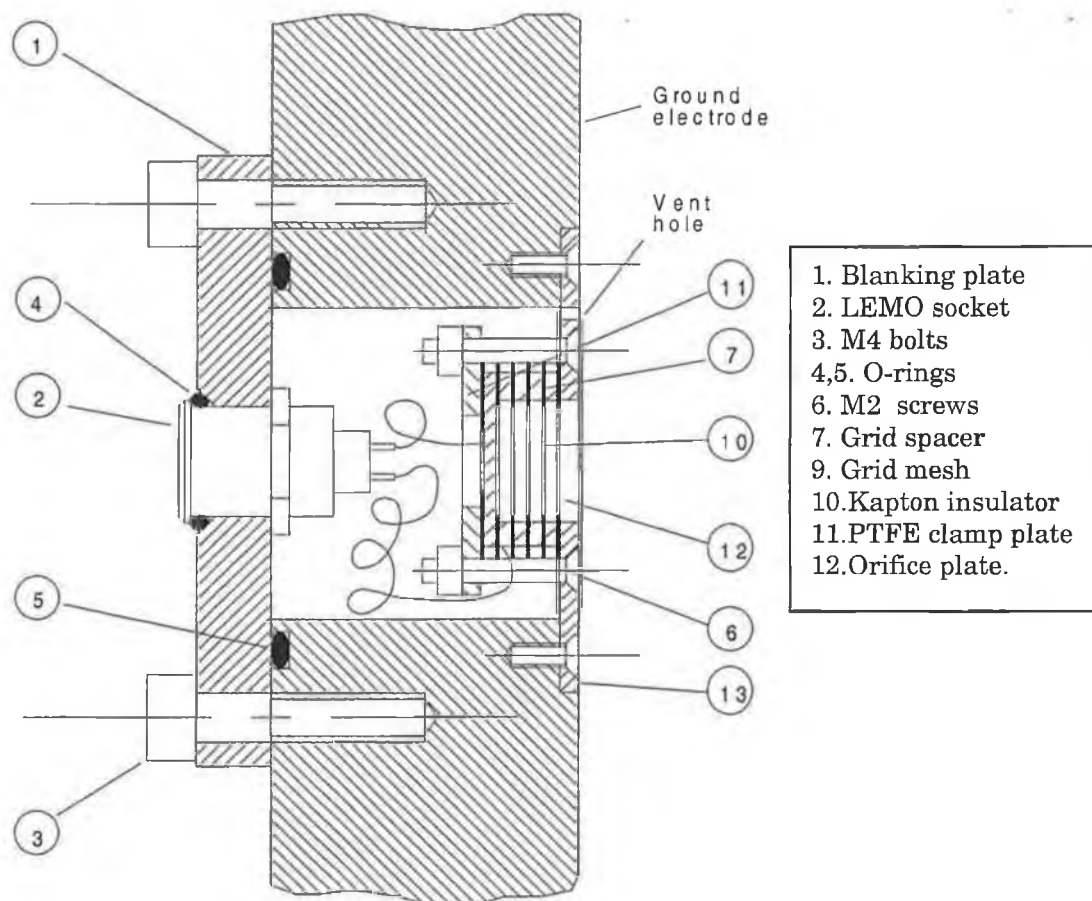 1
Ground
electrode
Vent
hole
11
4
7
2
10
12
5
6
13
3
1. Blanking plate
2. LEMO socket
3. M4 bolts
4,5. O-rings
6. M2 screws
7. Grid spacer
9. Grid mesh
10.Kapton insulator
11.PTFE clamp plate
12.Orifice plate.